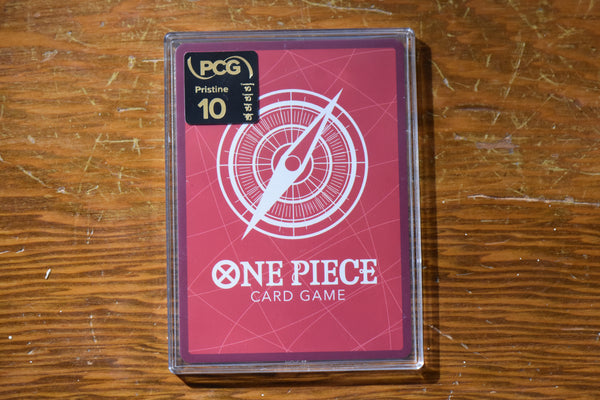 PCG
Pristine
10
ONE PIECE
CARD GAME